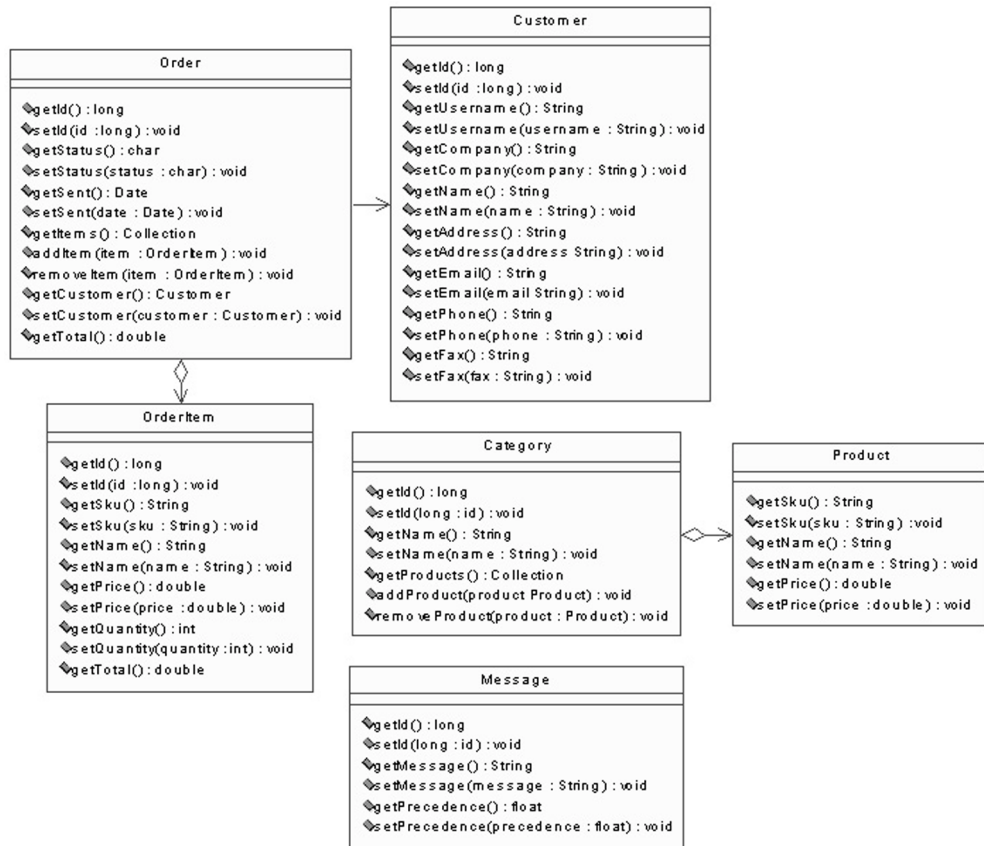 Order
getId() : long
setId(id :long) : void
getStatus() : char
setStatus(status : char) : void
getSent() : Date
setSent(date : Date) : void
getItems() : Collection
addItem(item : OrderItem) : void
removeItem(item : OrderItem) : void
getCustomer() : Customer
setCustomer(customer : Customer) : void
getTotal() : double
Customer
getId() : long
setId(id :long) : void
getUsername() : String
setUsername(username : String) : void
getCompany() : String
setCompany(company : String) : void
getName() : String
setName(name : String) : void
getAddress() : String
setAddress(address String) : void
getEmail() : String
setEmail(email String) : void
getPhone() : String
setPhone(phone : String) : void
getFax() : String
setFax(fax : String) : void
OrderItem
getId() : long
setId(id :long) : void
getSku() : String
setSku(sku : String) : void
getName() : String
setName(name : String) : void
getPrice() : double
setPrice(price :double) : void
getQuantity() : int
setQuantity(quantity :int) : void
getTotal() : double
Category
getId() : long
setId(long : id) : void
getName() : String
setName(name : String) : void
getProducts() : Collection
addProduct(product Product) : void
removeProduct(product : Product) : void
Product
getSku() : String
setSku(sku : String) : void
getName() : String
setName(name : String) : void
getPrice() : double
setPrice(price :double) : void
Message
getId() : long
setId(long : id) : void
getMessage() : String
setMessage(message : String) : void
getPrecedence() : float
setPrecedence(precedence : float) : void